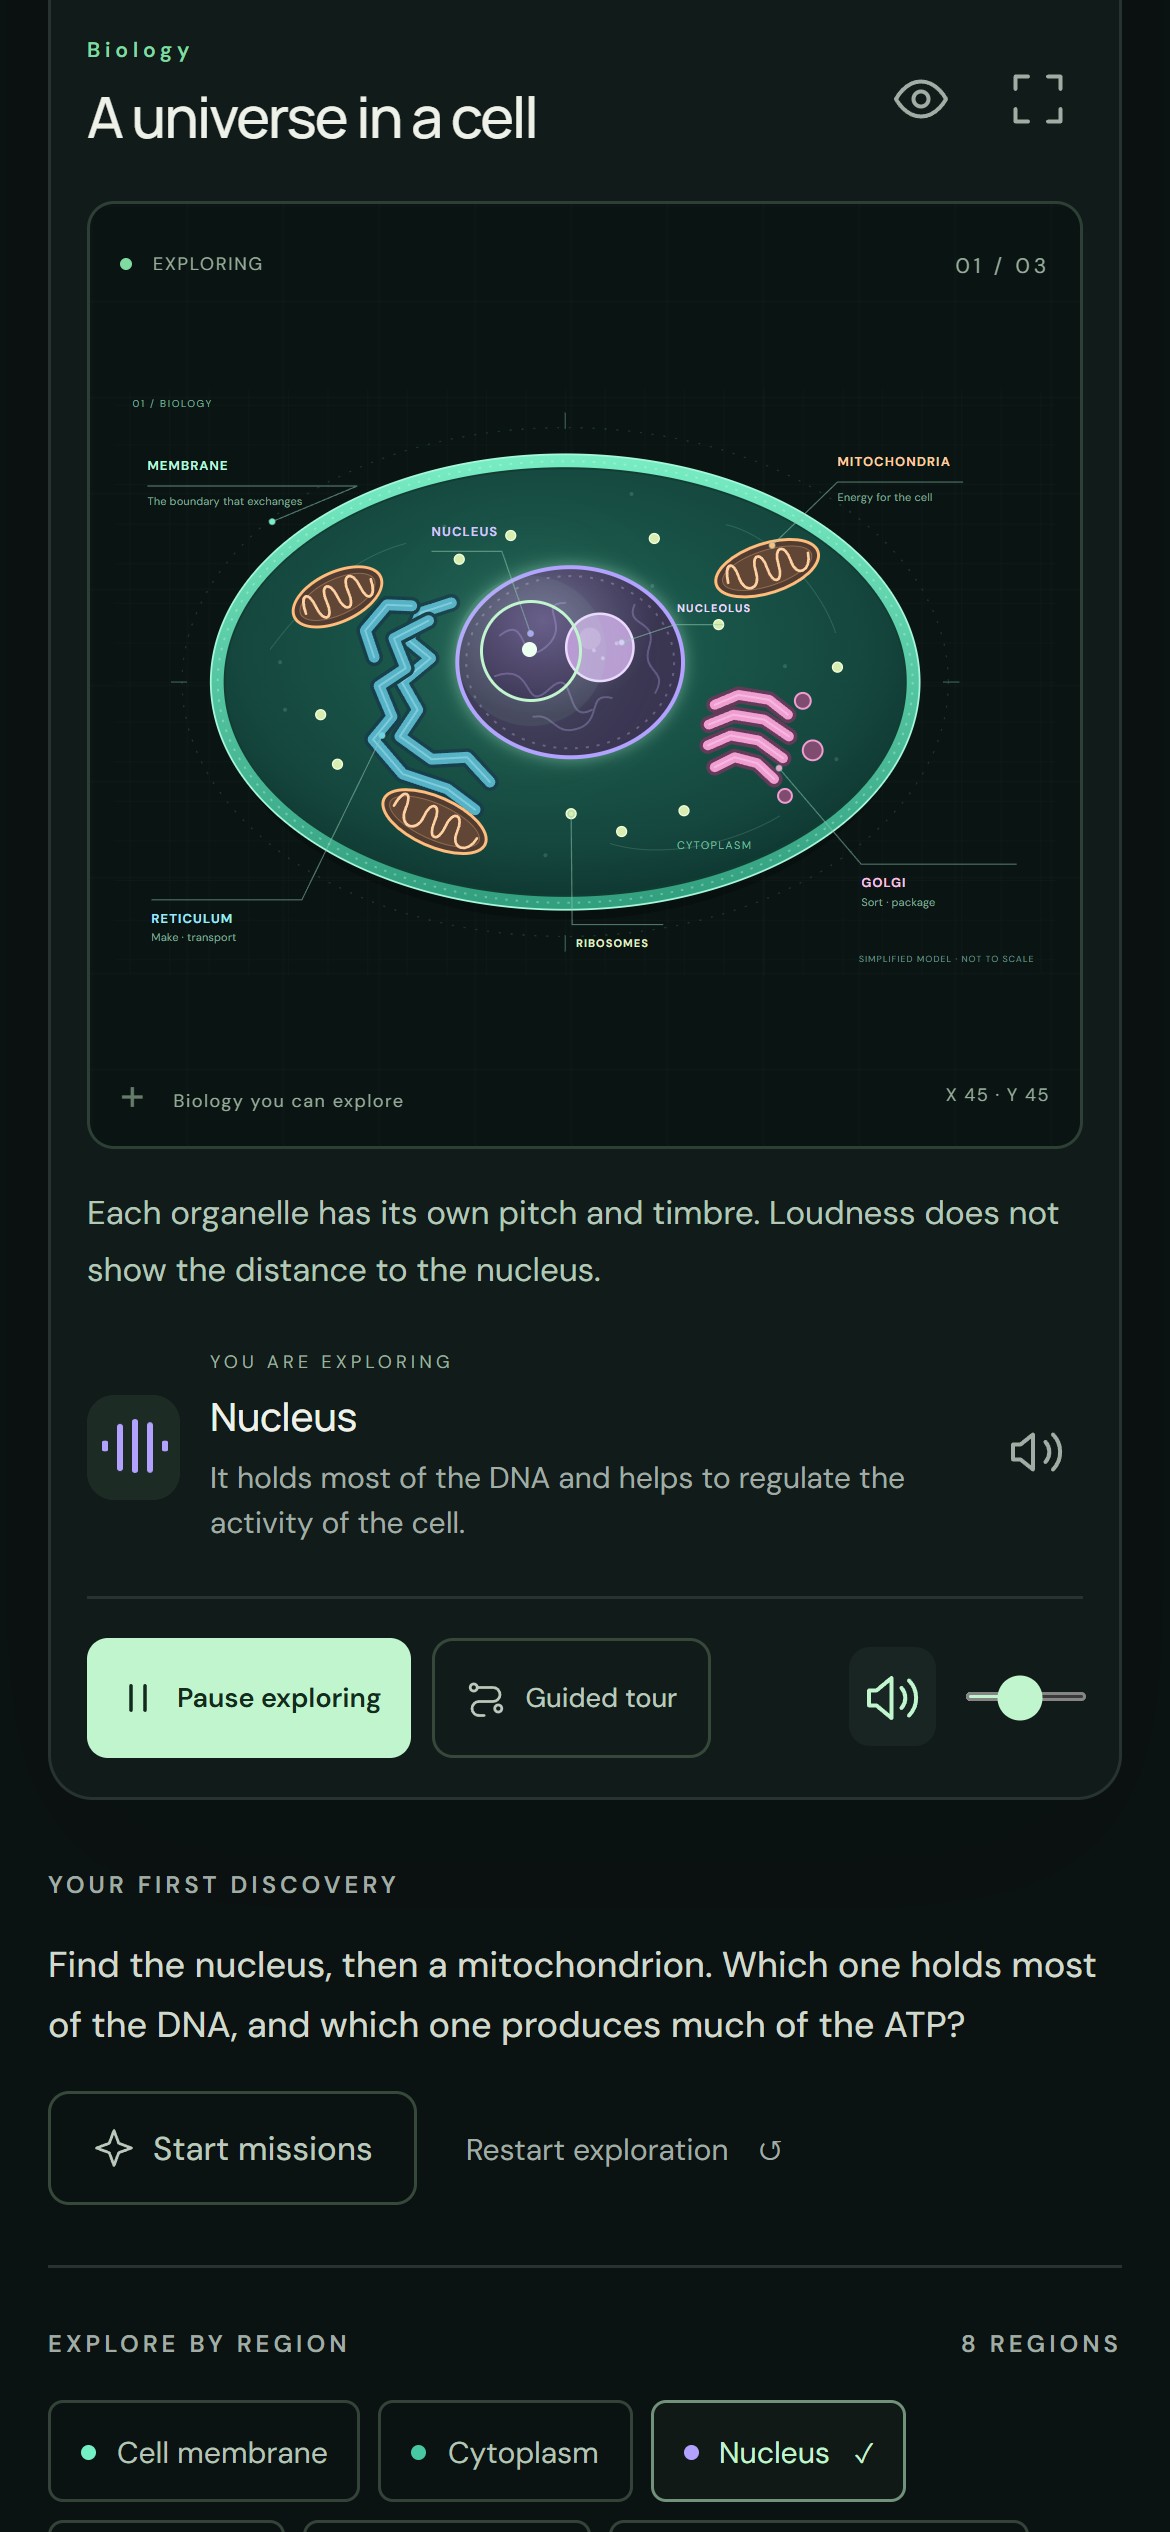 Biology
A universe in a cell
EXPLORING
01 / 03
01 / BIOLOGY
MEMBRANE
The boundary that exchanges
MITOCHONDRIA
Energy for the cell
NUCLEUS
NUCLEOLUS
CYTOPLASM
GOLGI
Sort · package
RETICULUM
Make · transport
RIBOSOMES
SIMPLIFIED MODEL · NOT TO SCALE
Biology you can explore
X 45 · Y 45
Each organelle has its own pitch and timbre. Loudness does not
show the distance to the nucleus.
YOU ARE EXPLORING
Nucleus
It holds most of the DNA and helps to regulate the
activity of the cell.
Pause exploring
Guided tour
YOUR FIRST DISCOVERY
Find the nucleus, then a mitochondrion. Which one holds most
of the DNA, and which one produces much of the ATP?
Start missions
Restart exploration ↺
EXPLORE BY REGION
8 REGIONS
Cell membrane
Cytoplasm
Nucleus ✓